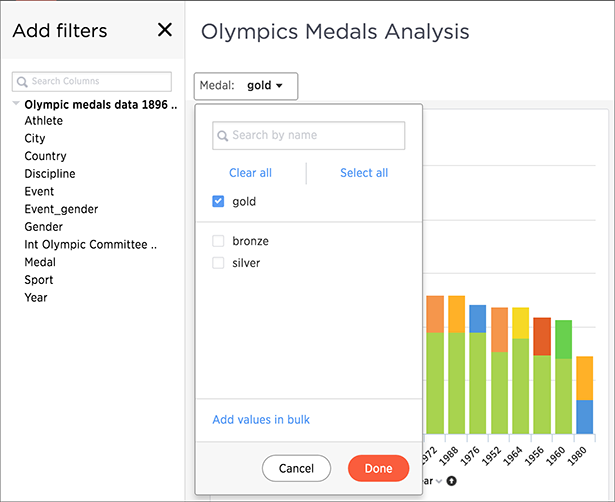 Add filters
Search Columns
Olympic medals data 1896 ..
Athlete
City
Country
Discipline
Event
Event_gender
Gender
Int Olympic Committee ..
Medal
Sport
Year
Olympics Medals Analysis
Medal: gold
Search by name
Clear all
Select all
gold
bronze
silver
Add values in bulk
Cancel
Done
1972 1988 1976 1952 1964 1956 1960 1980
ar